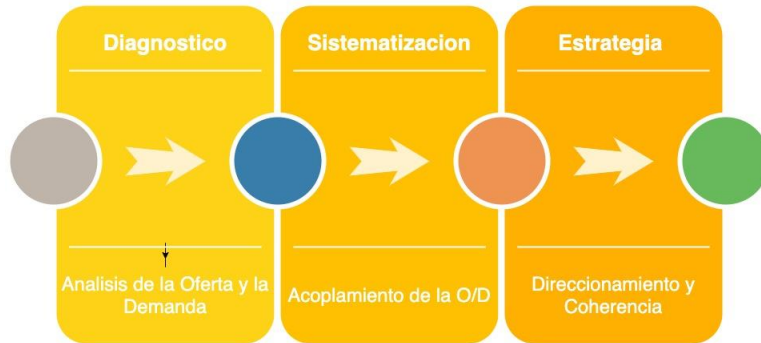 Diagnostico
Sistematizacion
Estrategia
Analisis de la Oferta y la
Demanda
Acoplamiento de la O/D
Direccionamiento y
Coherencia